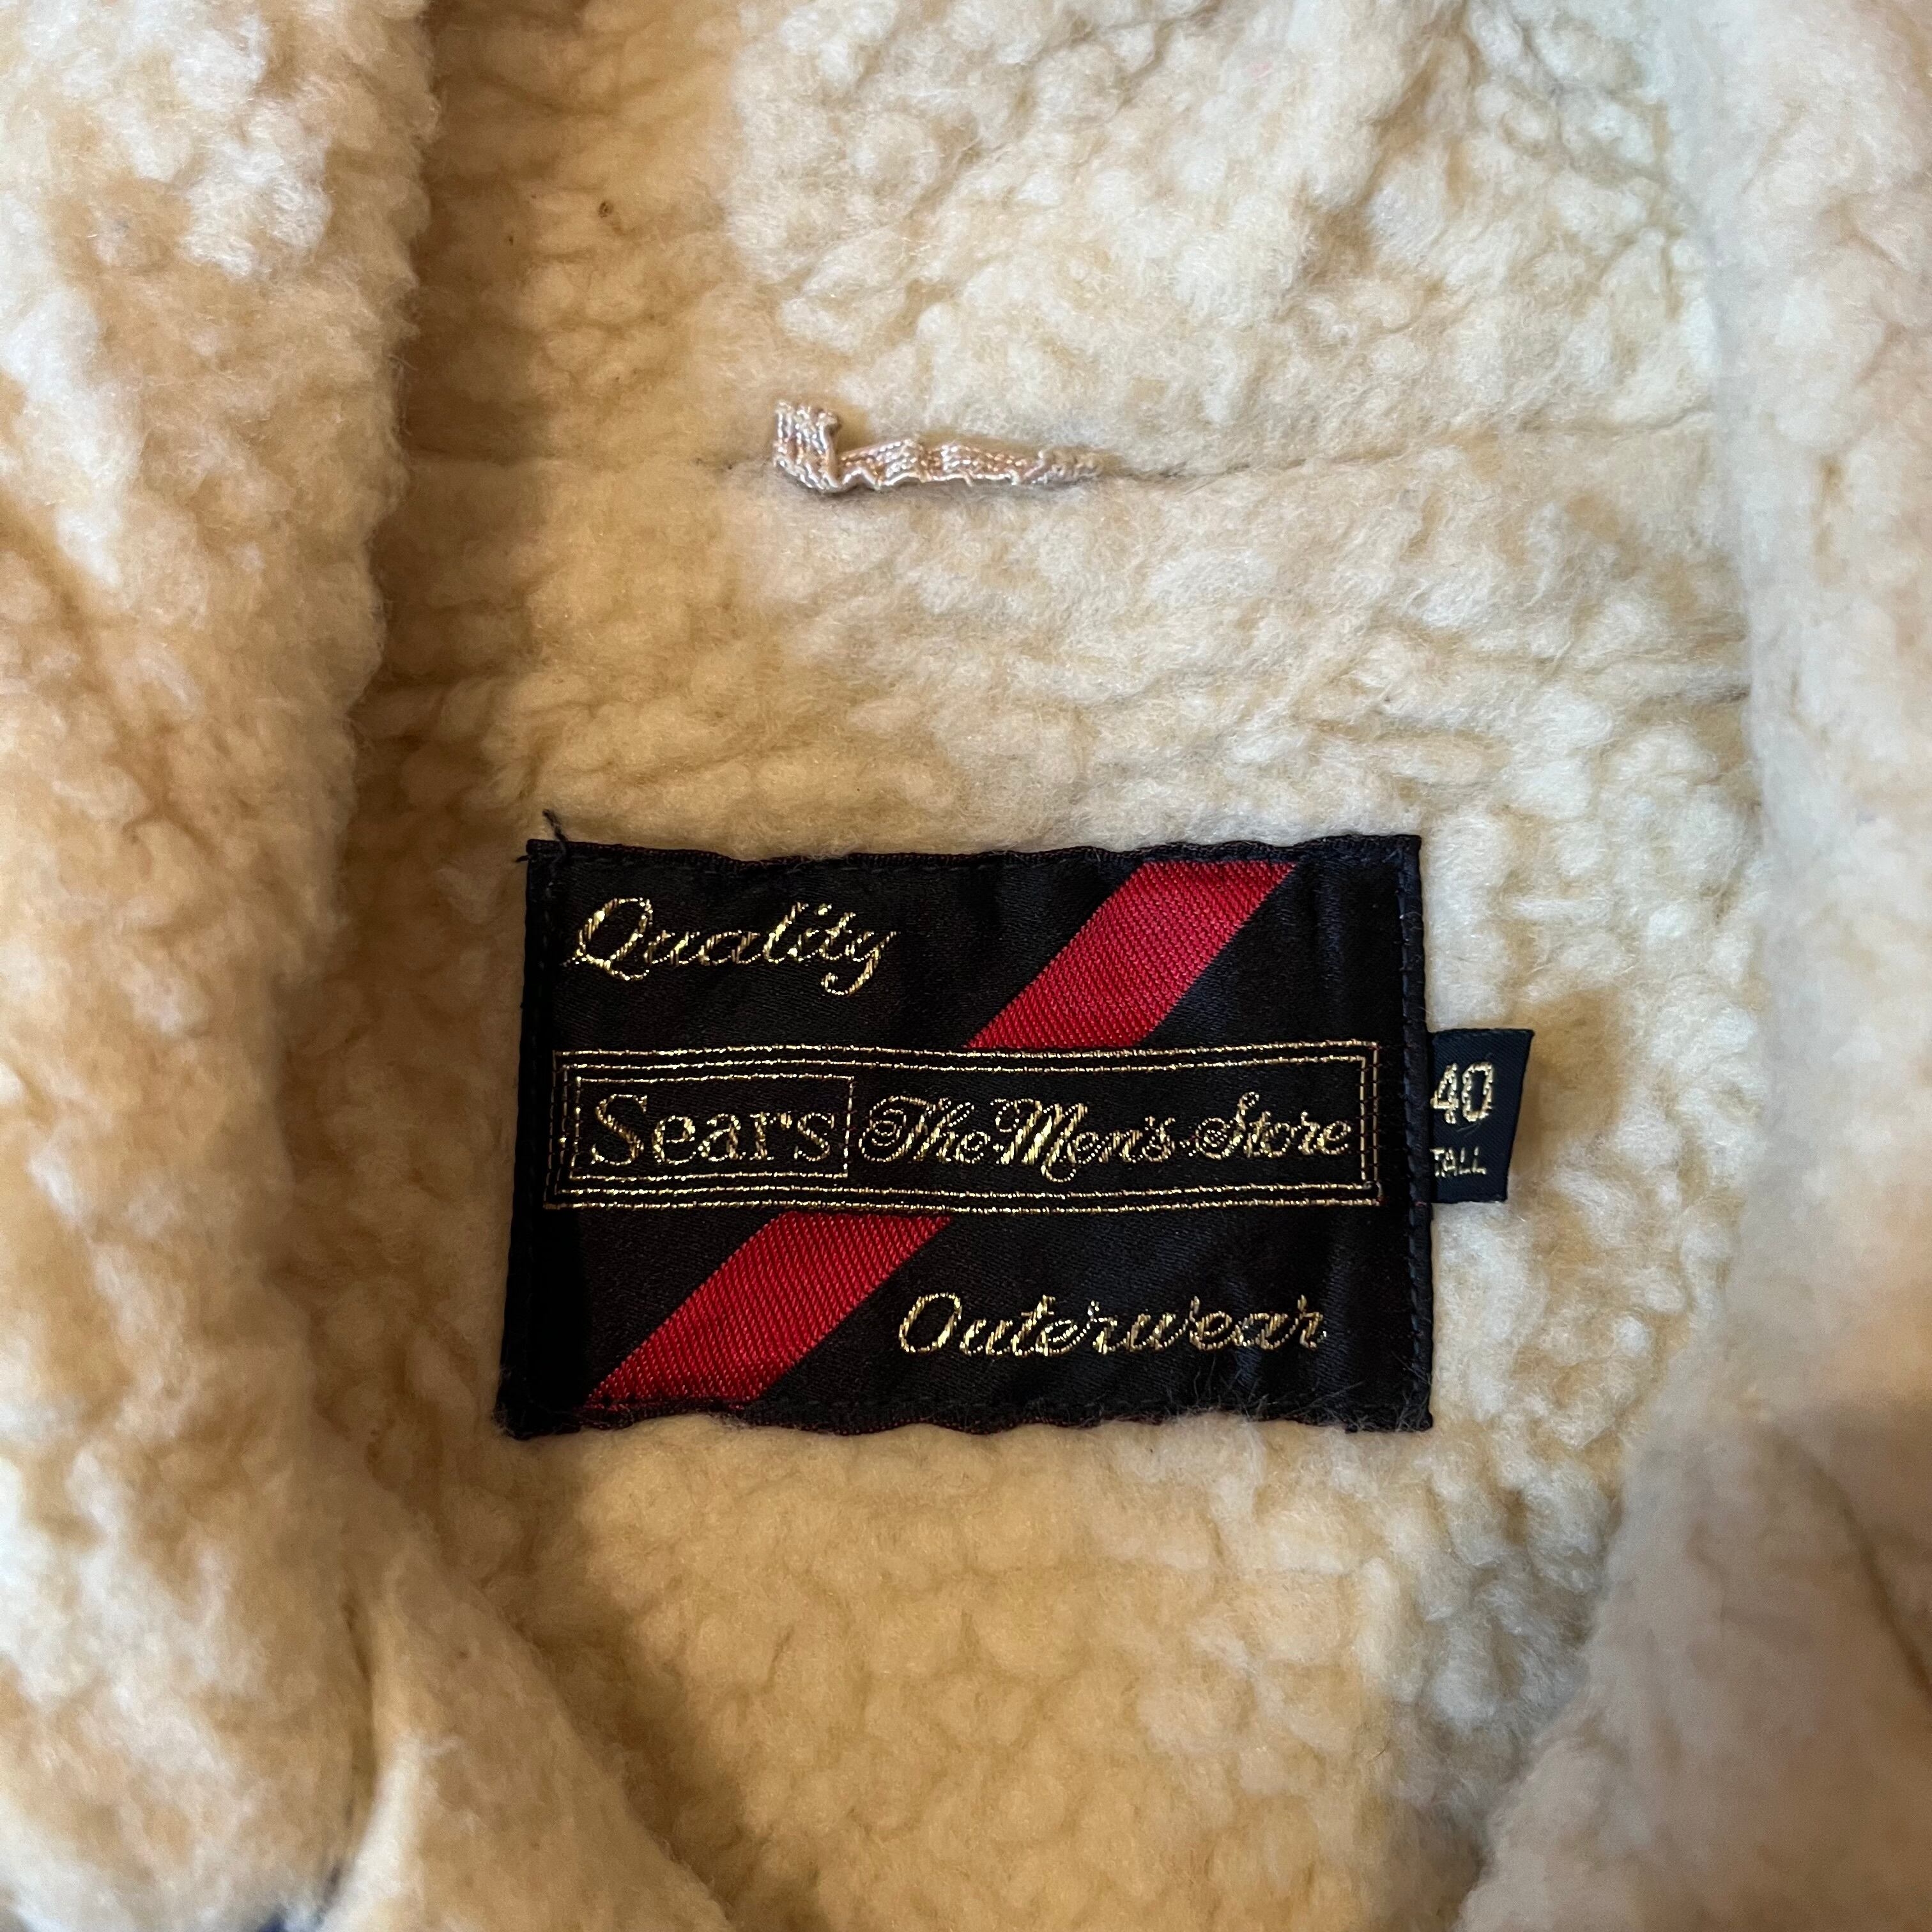 Quality
Sears The Men's Store
40
TALL
Outerwear